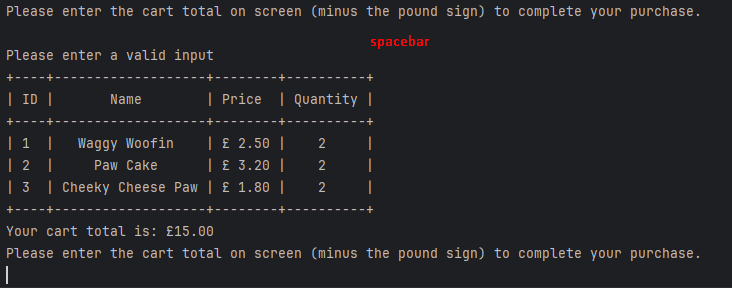 Please enter the cart total on screen (minus the pound sign) to complete your purchase.
spacebar
Please enter a valid input
+----+-------------------+--------+----------+
| ID |       Name        | Price  | Quantity |
+----+-------------------+--------+----------+
| 1  |   Waggy Woofin    | £ 2.50 |    2     |
| 2  |     Paw Cake      | £ 3.20 |    2     |
| 3  | Cheeky Cheese Paw | £ 1.80 |    2     |
+----+-------------------+--------+----------+
Your cart total is: £15.00
Please enter the cart total on screen (minus the pound sign) to complete your purchase.